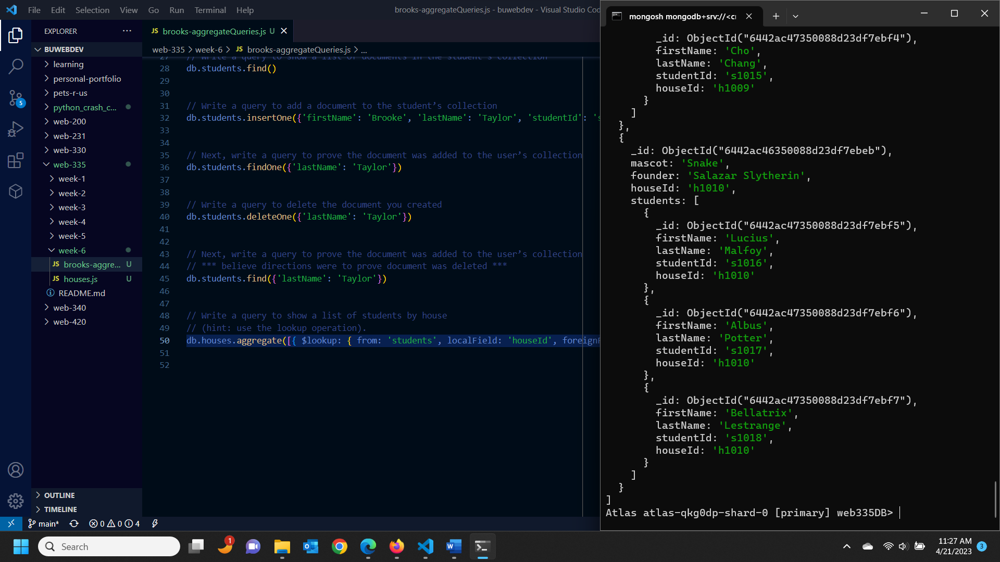 File Edit Selection View Go Run Terminal Help
brooks-aggregateQueries.js - buwebdev - Visual Studio Cod
EXPLORER
BUWEBDEV
learning
personal-portfolio
pets-r-us
python_crash_c...
web-200
web-231
web-330
web-335
week-1
week-2
week-3
week-4
week-5
week-6
JS brooks-aggre... U
JS houses.js U
README.md
web-340
web-420
OUTLINE
TIMELINE
5
JS brooks-aggregateQueries.js U
web-335 > week-6 > JS brooks-aggregateQueries.js > ...
27 // Write a query to show a list of documents in the student's collection
28 db.students.find()
29
30
31 // Write a query to add a document to the student’s collection
32 db.students.insertOne({'firstName': 'Brooke', 'lastName': 'Taylor', 'studentId': 's
33
34
35 // Next, write a query to prove the document was added to the user’s collection
36 db.students.findOne({'lastName': 'Taylor'})
37
38
39 // Write a query to delete the document you created
40 db.students.deleteOne({'lastName': 'Taylor'})
41
42
43 // Next, write a query to prove the document was added to the user’s collection
44 // *** believe directions were to prove document was deleted ***
45 db.students.find({'lastName': 'Taylor'})
46
47
48 // Write a query to show a list of students by house
49 // (hint: use the lookup operation).
50 db.houses.aggregate([{ $lookup: { from: 'students', localField: 'houseId', foreignF
51
52
main* 0 0 4
mongosh mongodb+srv://<cr
_id: ObjectId("6442ac47350088d23df7ebf4"),
firstName: 'Cho',
lastName: 'Chang',
studentId: 's1015',
houseId: 'h1009'
}
]
},
{
_id: ObjectId("6442ac46350088d23df7ebeb"),
mascot: 'Snake',
founder: 'Salazar Slytherin',
houseId: 'h1010',
students: [
{
_id: ObjectId("6442ac47350088d23df7ebf5"),
firstName: 'Lucius',
lastName: 'Malfoy',
studentId: 's1016',
houseId: 'h1010'
},
{
_id: ObjectId("6442ac47350088d23df7ebf6"),
firstName: 'Albus',
lastName: 'Potter',
studentId: 's1017',
houseId: 'h1010'
},
{
_id: ObjectId("6442ac47350088d23df7ebf7"),
firstName: 'Bellatrix',
lastName: 'Lestrange',
studentId: 's1018',
houseId: 'h1010'
}
]
}
]
Atlas atlas-qkg0dp-shard-0 [primary] web335DB>
Search
1
11:27 AM
4/21/2023
3